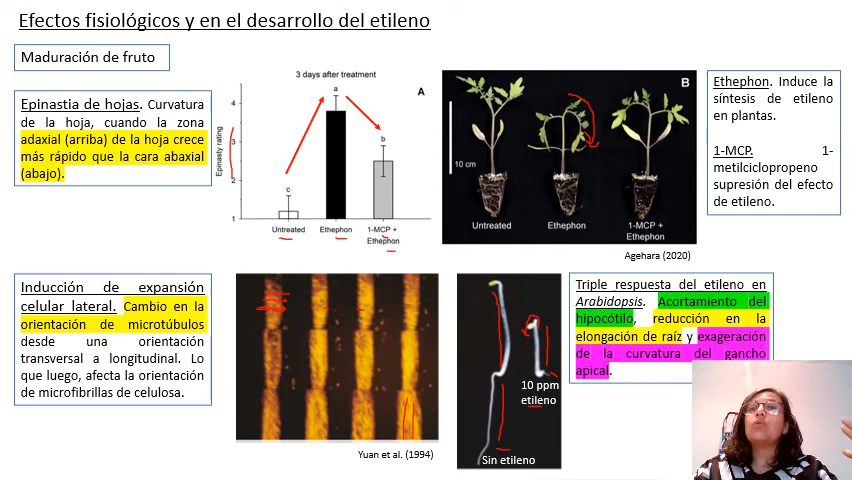 Efectos fisiológicos y en el desarrollo del etileno
Maduración de fruto
Epinastia de hojas. Curvatura
de la hoja, cuando la zona
adaxial (arriba) de la hoja crece
más rápido que la cara abaxial
(abajo).
3 days after treatment
A
a
b
c
4
3
2
1
Epinasty rating
Untreated
Ethephon
1-MCP +
Ethephon
B
10 cm
Untreated
Ethephon
1-MCP +
Ethephon
Agehara (2020)
Ethephon. Induce la
síntesis de etileno
en plantas.
1-MCP. 1-
metilciclopropeno
supresión del efecto
de etileno.
Inducción de expansión
celular lateral. Cambio en la
orientación de microtúbulos
desde una orientación
transversal a longitudinal. Lo
que luego, afecta la orientación
de microfibrillas de celulosa.
Yuan et al. (1994)
10 ppm
etileno
Sin etileno
Triple respuesta del etileno en
Arabidopsis. Acortamiento del
hipocótilo, reducción en la
elongación de raíz y exageración
de la curvatura del gancho
apical.